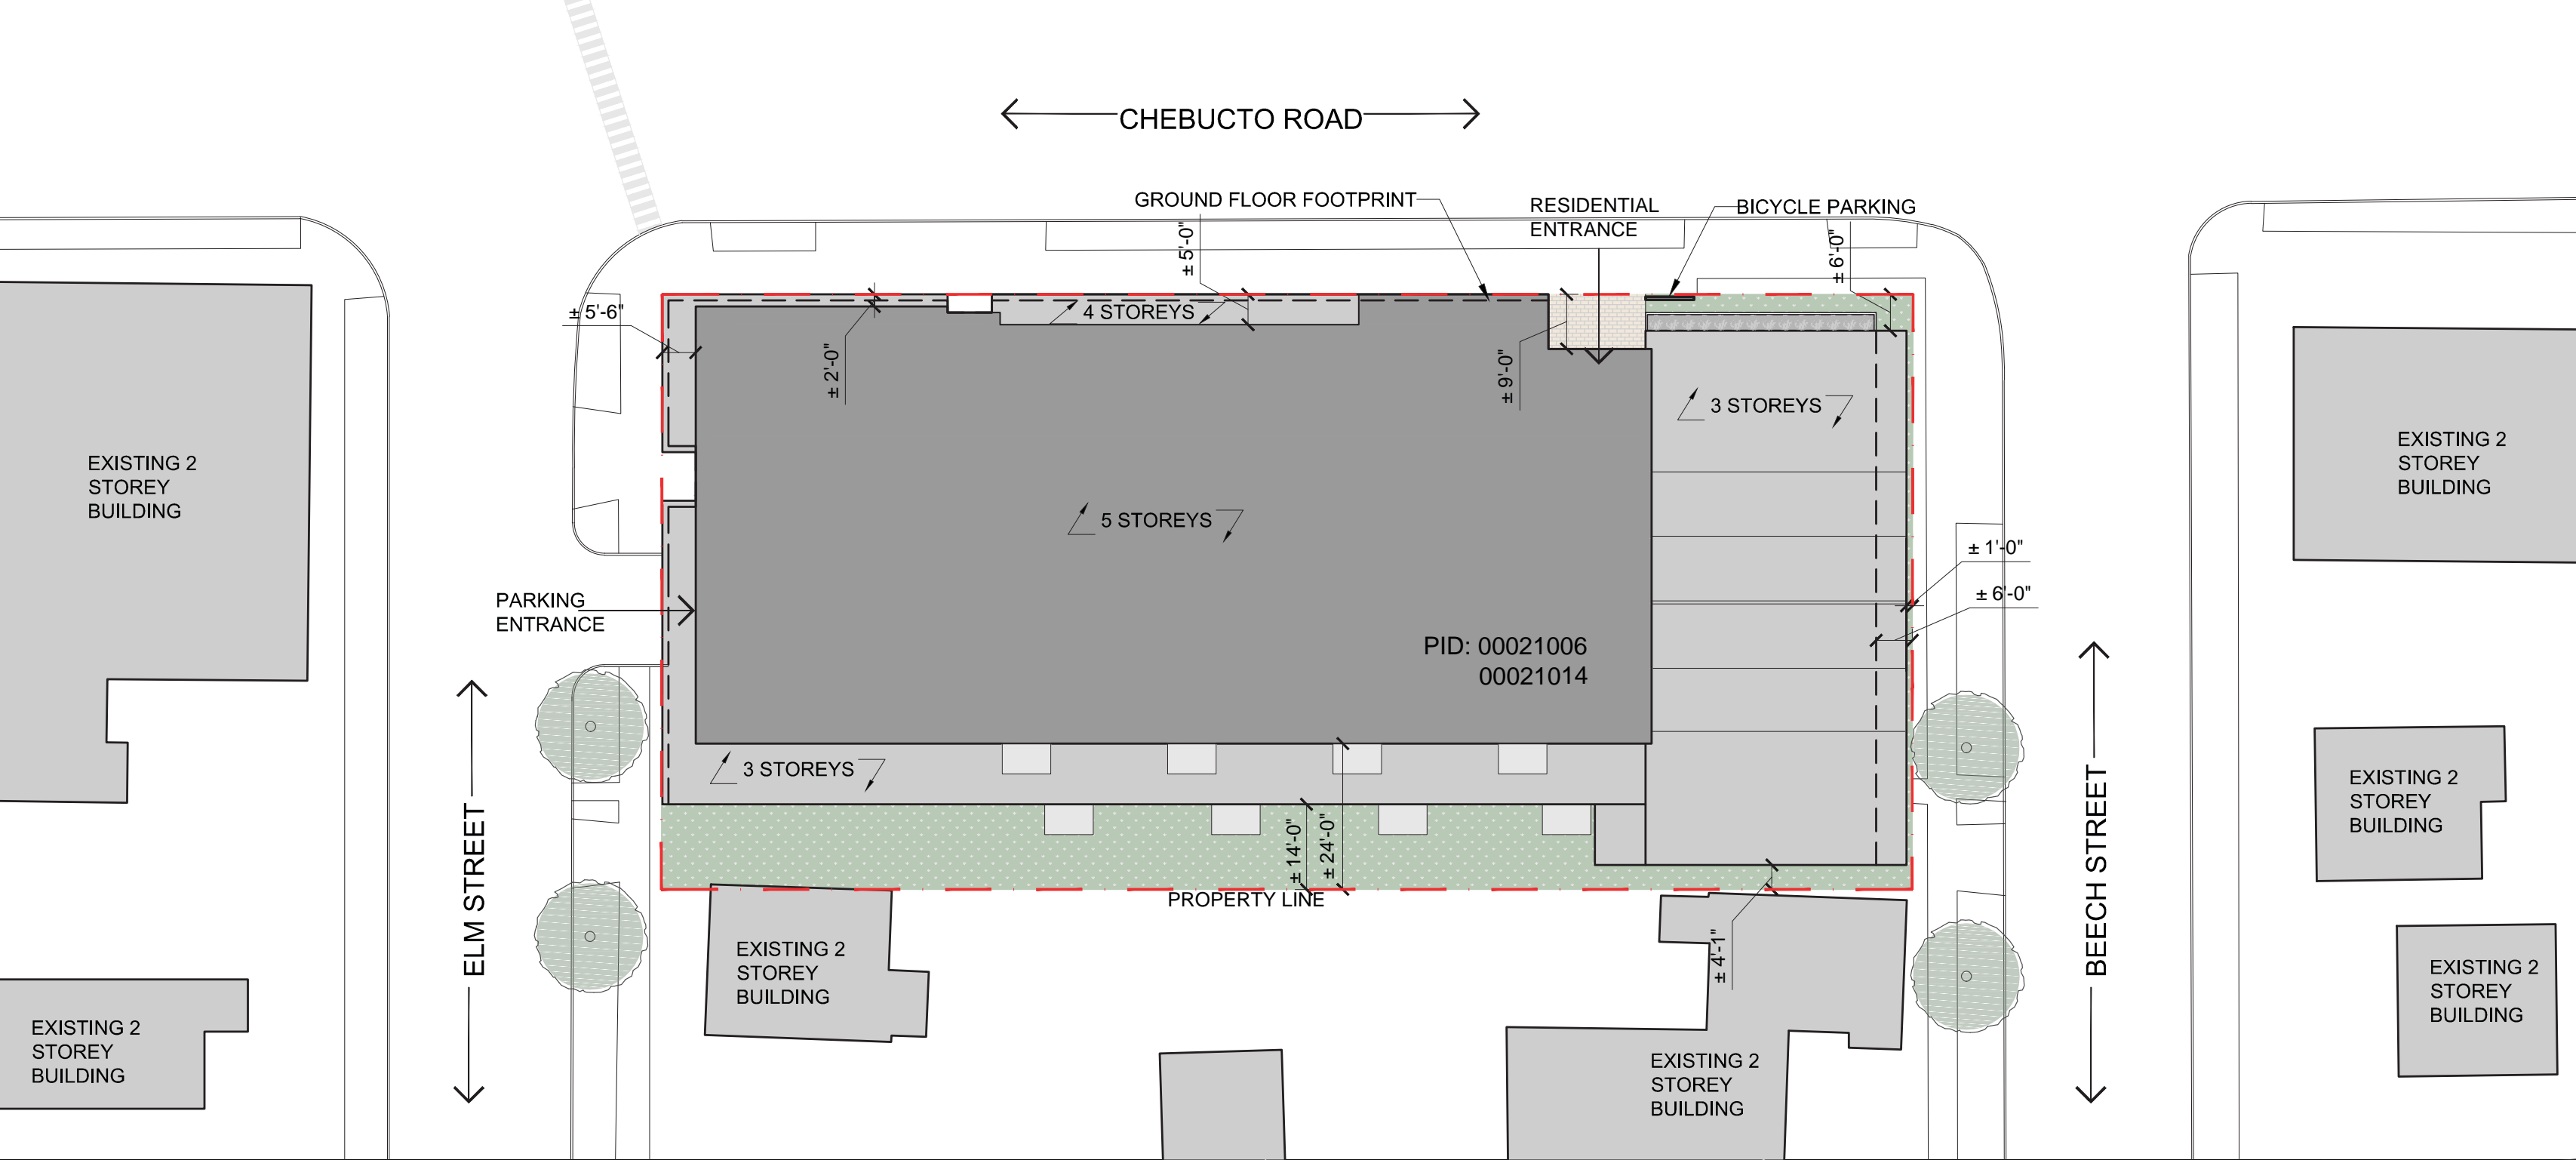 CHEBUCTO ROAD
GROUND FLOOR FOOTPRINT
RESIDENTIAL
ENTRANCE
BICYCLE PARKING
± 5'-0"
± 6'-0"
± 5'-6"
4 STOREYS
± 2'-0"
± 9'-0"
3 STOREYS
EXISTING 2
STOREY
BUILDING
5 STOREYS
EXISTING 2
STOREY
BUILDING
± 1'-0"
± 6'-0"
PARKING
ENTRANCE
PID: 00021006
00021014
3 STOREYS
± 14'-0"
± 24'-0"
EXISTING 2
STOREY
BUILDING
ELM STREET
BEECH STREET
PROPERTY LINE
± 4'-1"
EXISTING 2
STOREY
BUILDING
EXISTING 2
STOREY
BUILDING
EXISTING 2
STOREY
BUILDING
EXISTING 2
STOREY
BUILDING